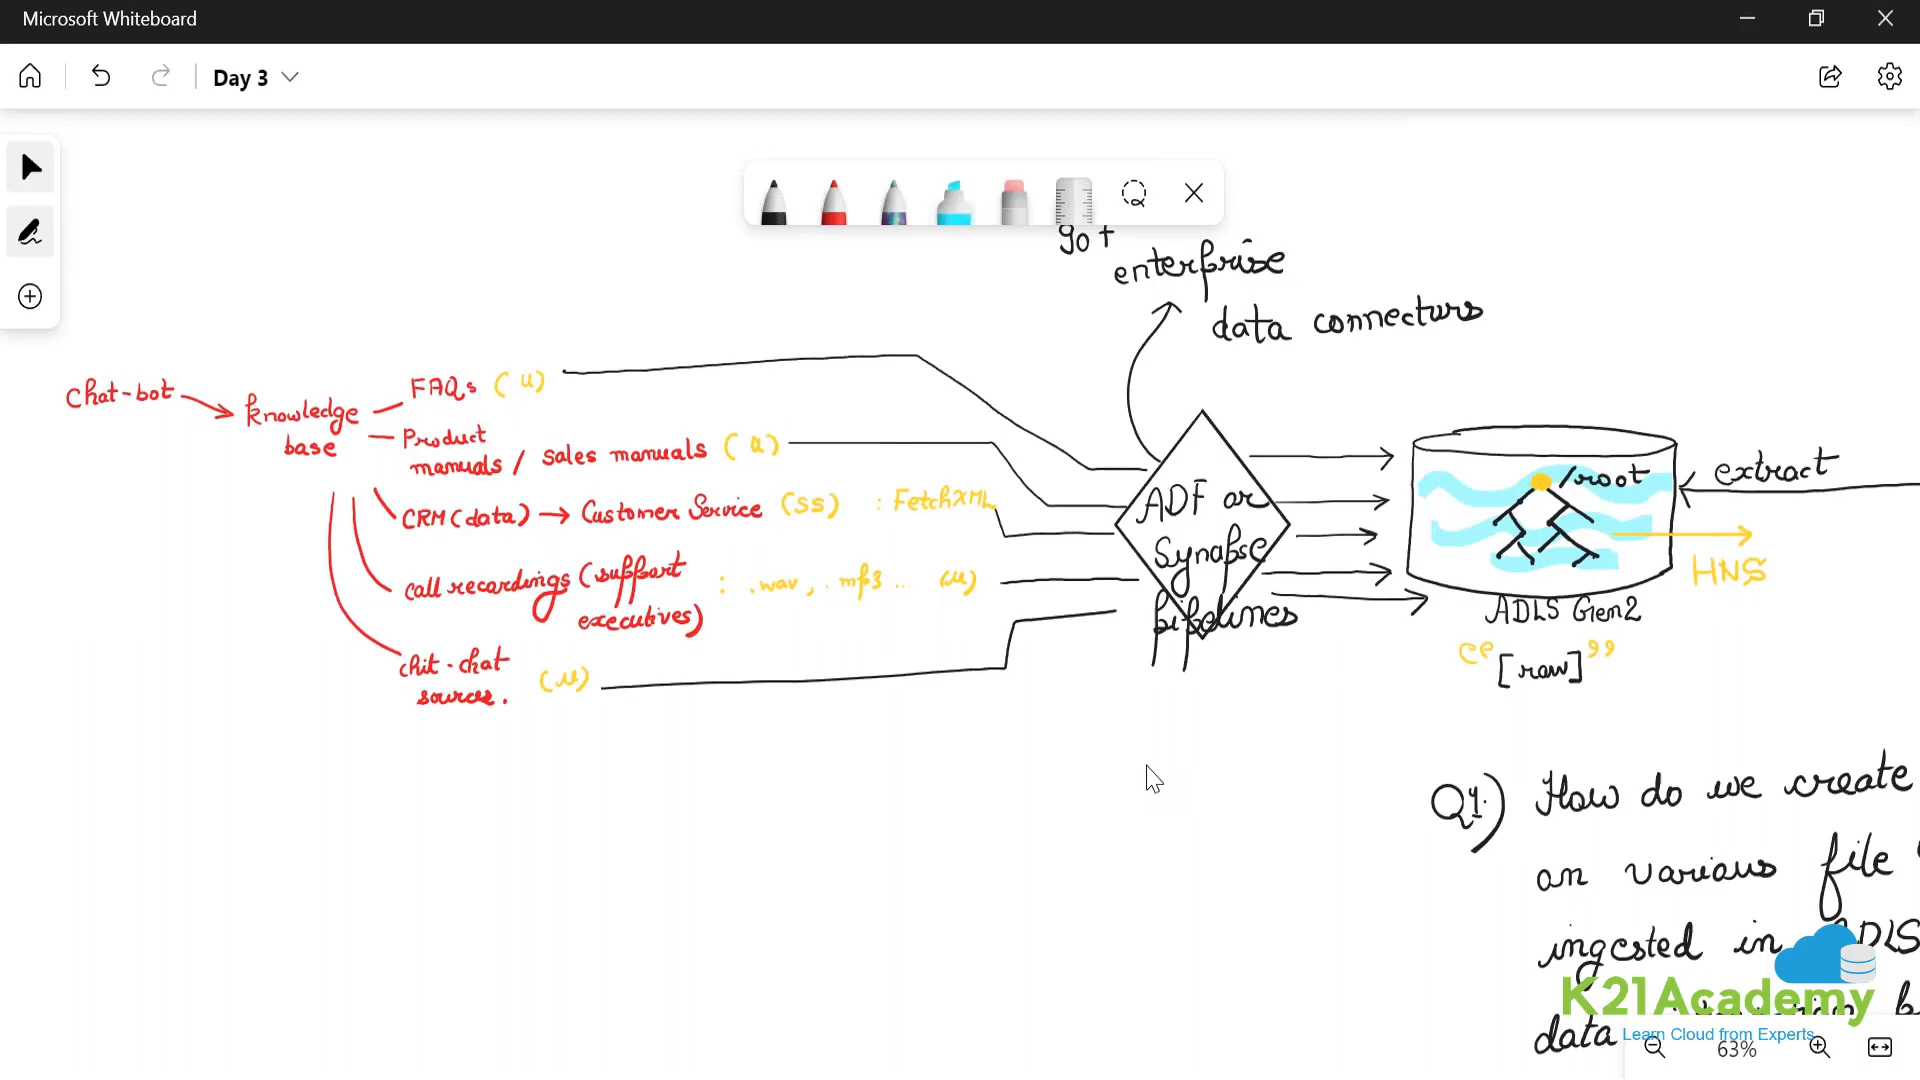 Microsoft Whiteboard
Day 3
got
enterprise
data connectors
Chat-bot
knowledge
base
FAQs (u)
Product
manuals / sales manuals (u)
CRM(data) → Customer Service (SS) : FetchXML
call recordings (support
executives)
: .wav, .mp3 .. (u)
chit-chat
sources.
(u)
ADF or
Synapse
pipelines
/root
extract
HNS
ADLS Gen2
“[raw]”
Q1.) How do we create
on various file
ingested in ADLS
data
K21Academy
Learn Cloud from Experts
63%